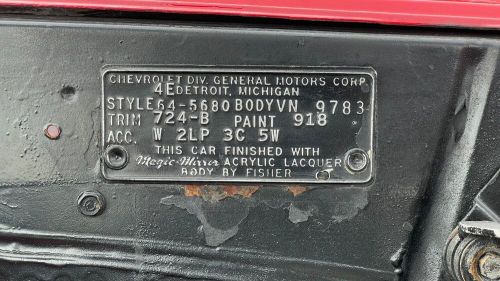 CHEVROLET DIV. GENERAL MOTORS CORP.
4E DETROIT, MICHIGAN
STYLE 64-5680 BODY VN 9783
TRIM 724-B PAINT 918
ACC. W 2LP 3C 5W
THIS CAR FINISHED WITH
Magic-Mirror ACRYLIC LACQUER
BODY BY FISHER